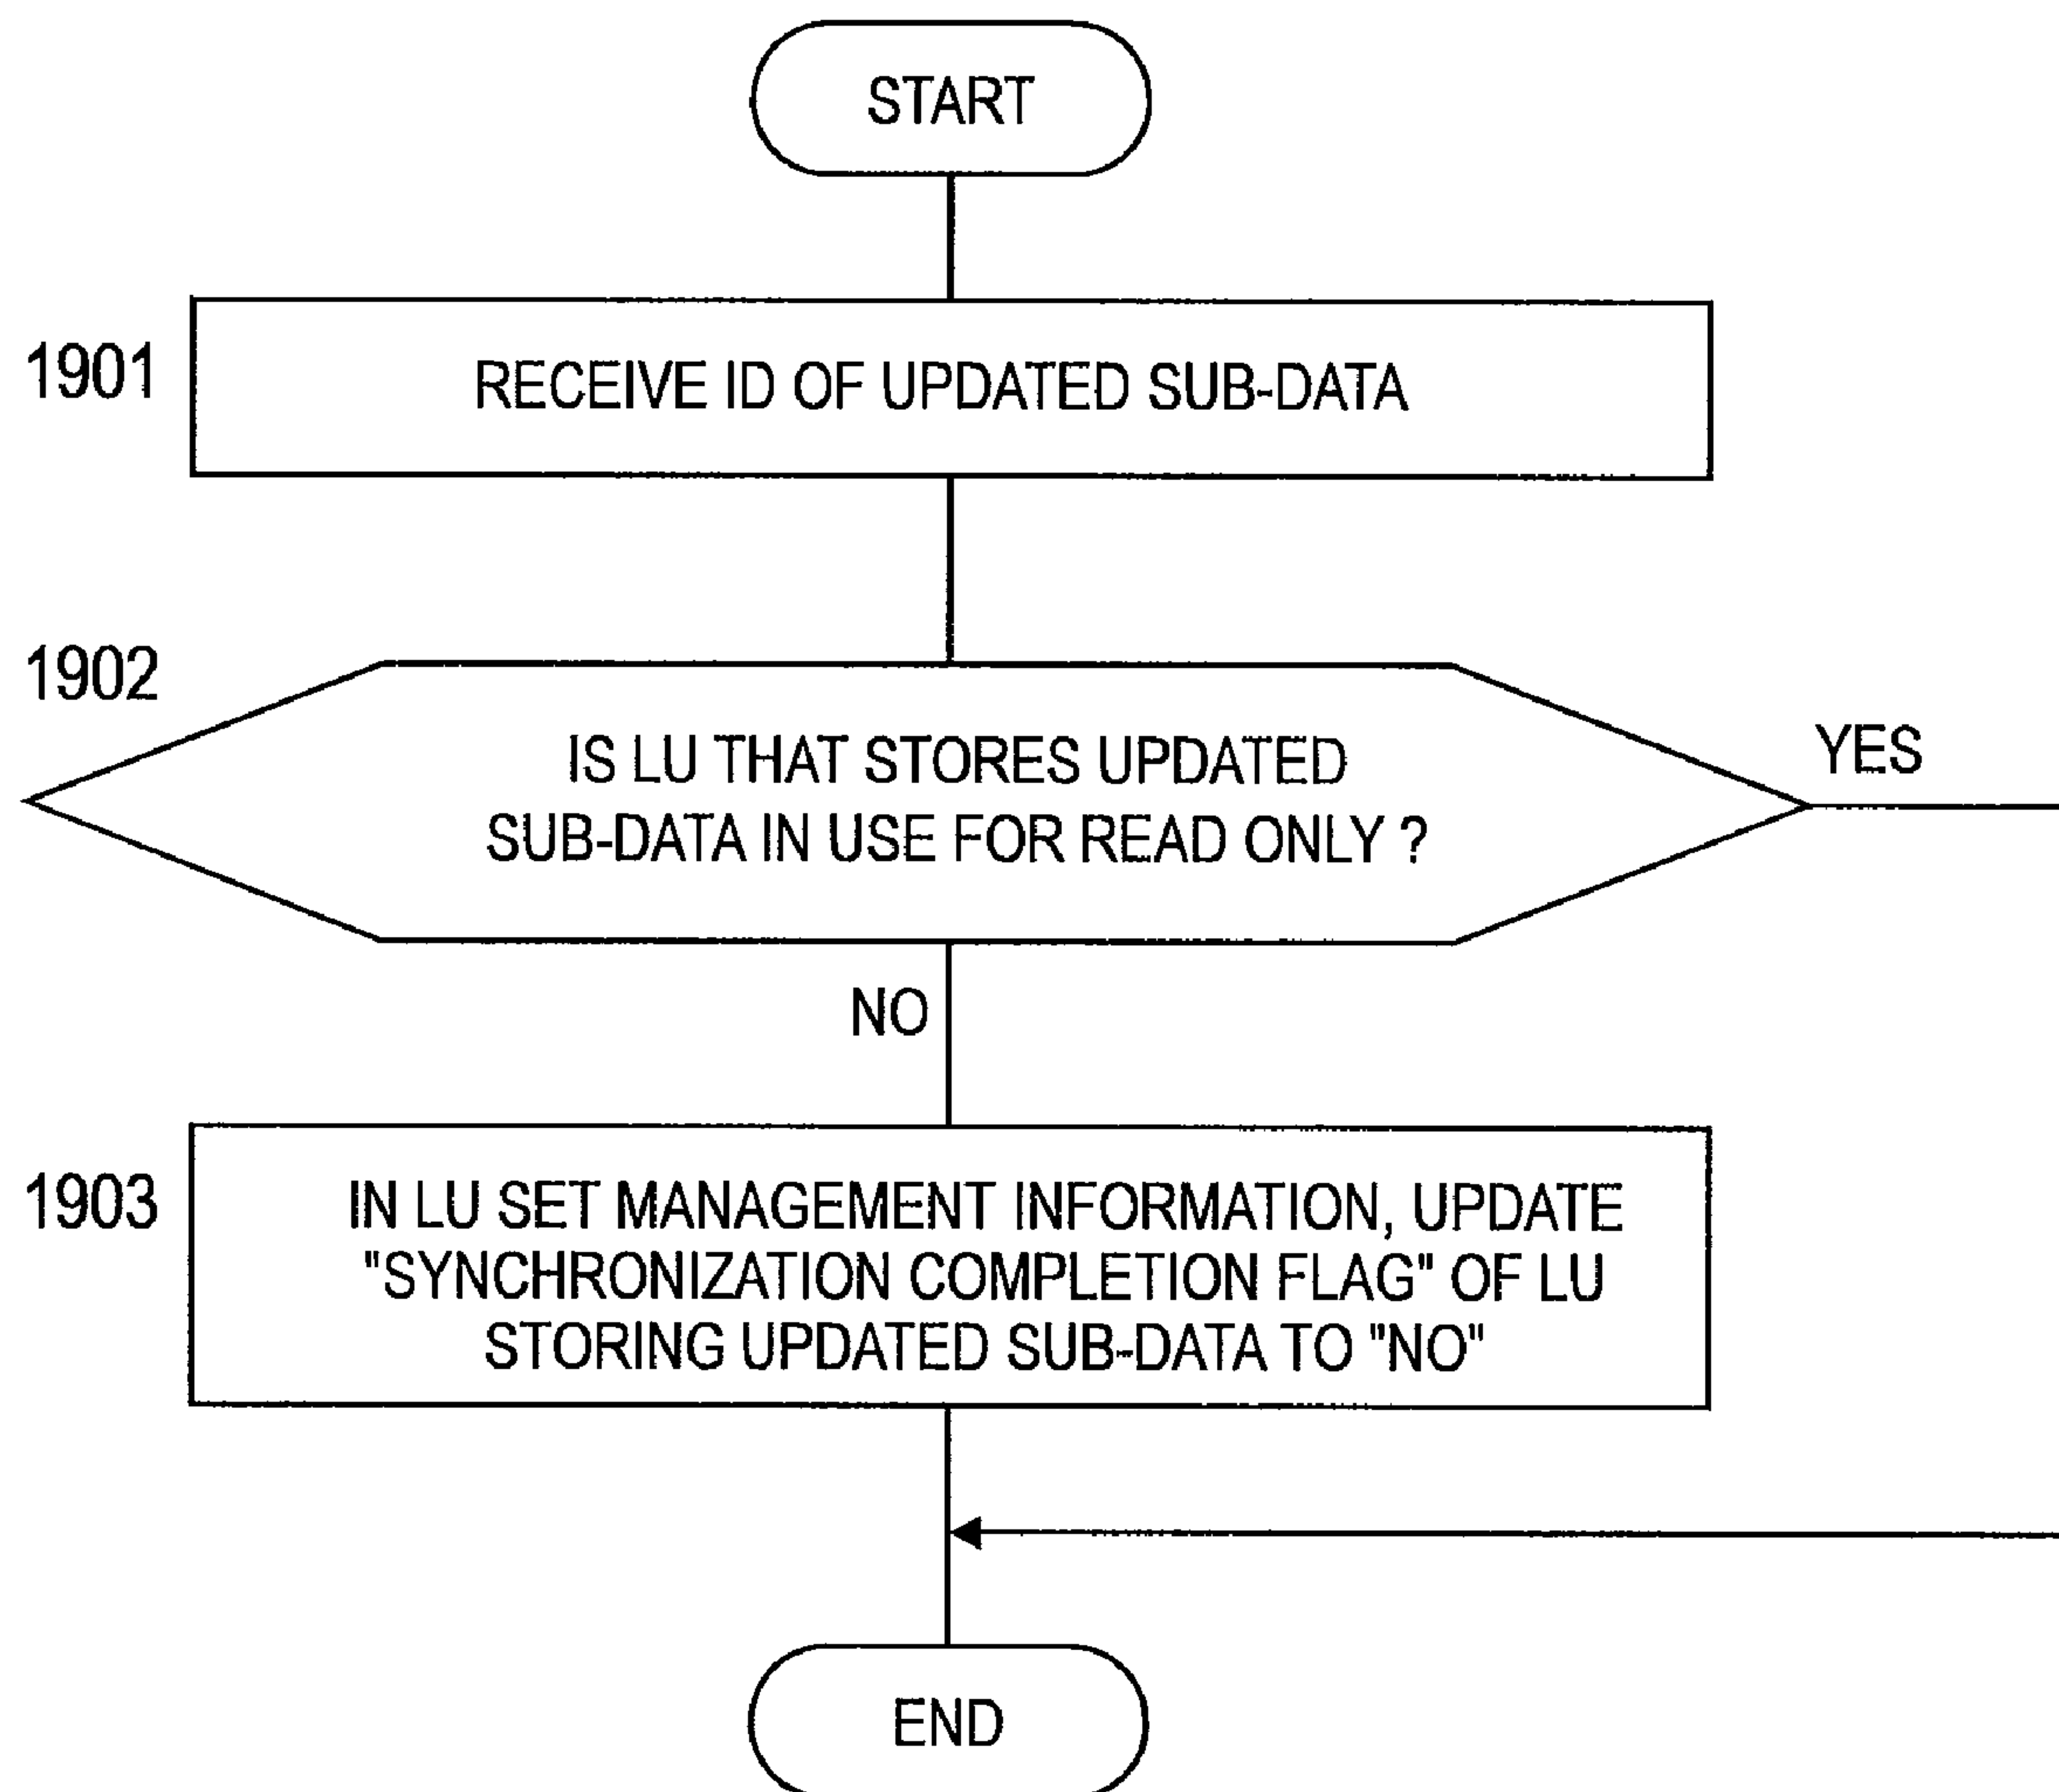 START
1901
RECEIVE ID OF UPDATED SUB-DATA
1902
IS LU THAT STORES UPDATED
SUB-DATA IN USE FOR READ ONLY ?
YES
NO
1903
IN LU SET MANAGEMENT INFORMATION, UPDATE
"SYNCHRONIZATION COMPLETION FLAG" OF LU
STORING UPDATED SUB-DATA TO "NO"
END